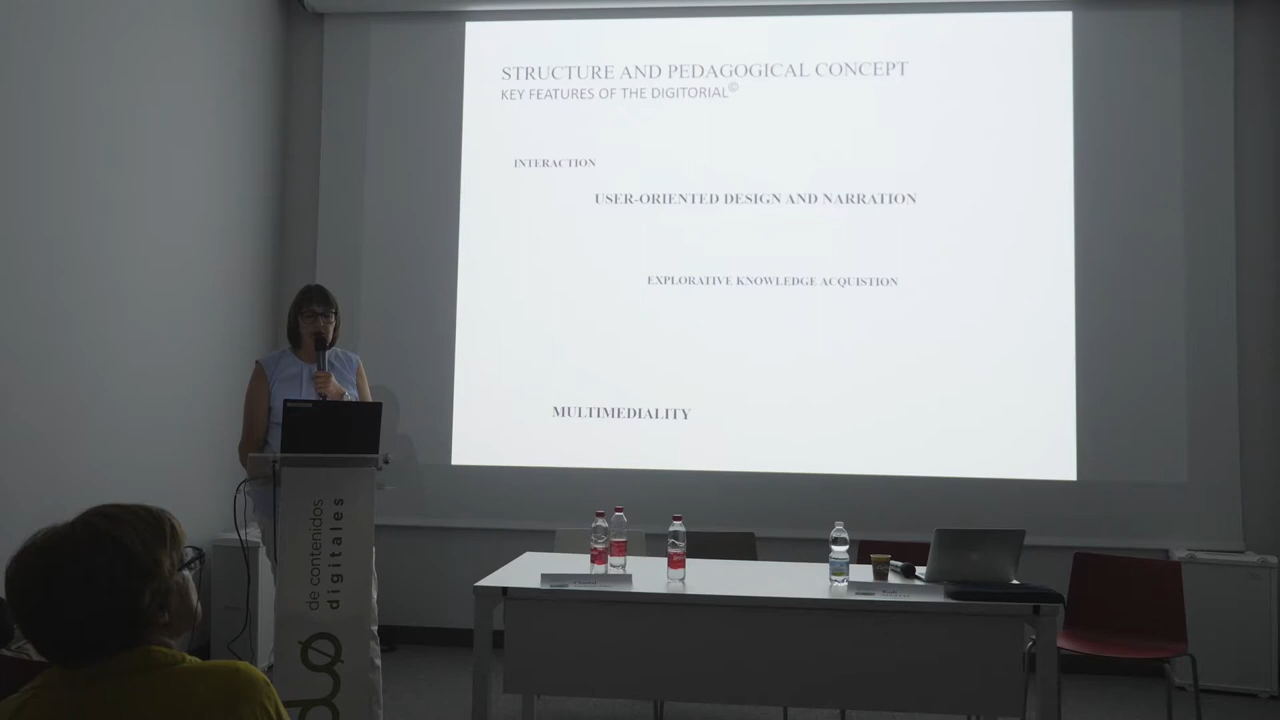 STRUCTURE AND PEDAGOGICAL CONCEPT
KEY FEATURES OF THE DIGITORIAL©
INTERACTION
USER-ORIENTED DESIGN AND NARRATION
EXPLORATIVE KNOWLEDGE ACQUISTION
MULTIMEDIALITY
de contenidos
digitales